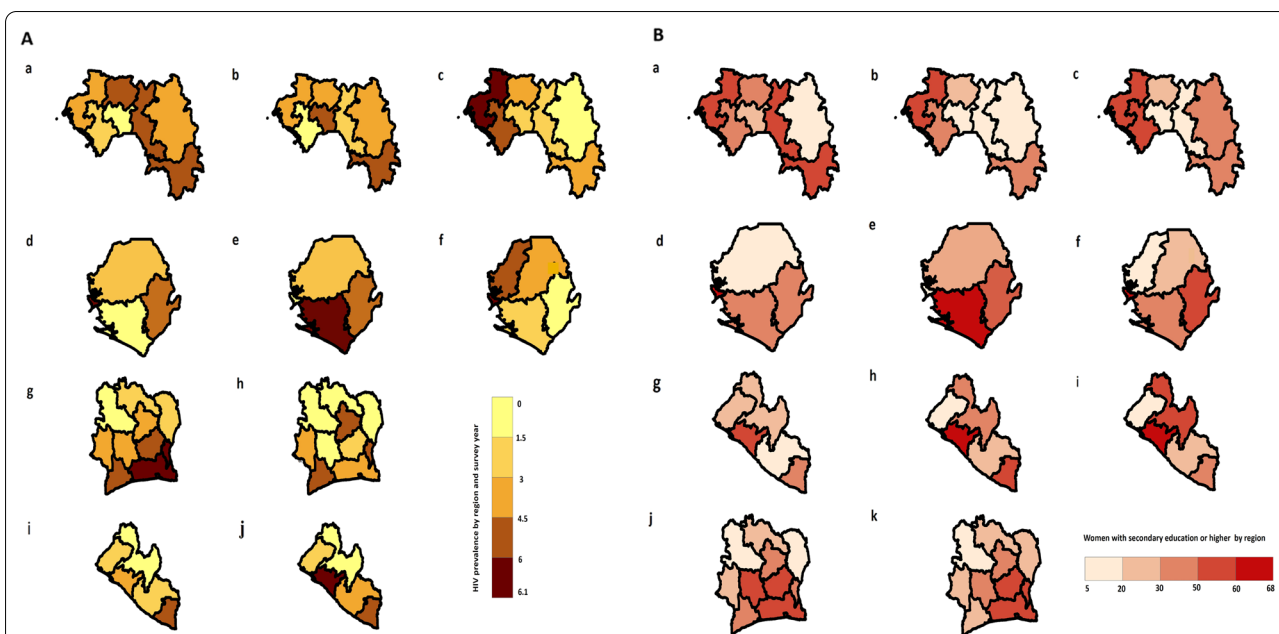 A
B
a
b
c
a
b
c
d
e
f
d
e
f
g
h
g
h
i
HIV prevalence by region and survey year
0
1.5
3
4.5
6
6.1
i
j
j
k
Women with secondary education or higher by region
5 20 30 50 60 68